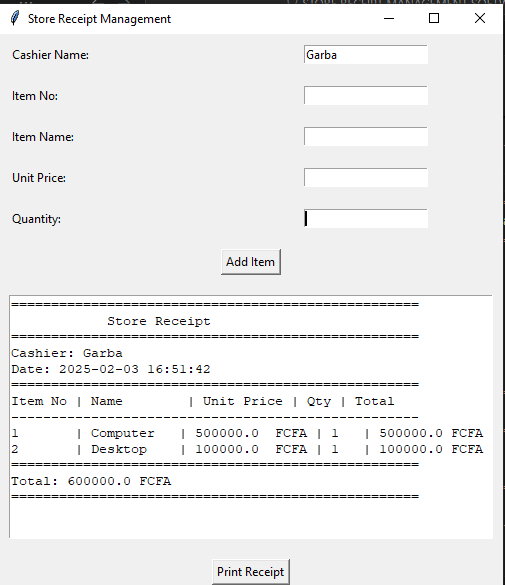 Store Receipt Management
Cashier Name: Garba
Item No:
Item Name:
Unit Price:
Quantity:
Add Item
===================================================
Store Receipt
===================================================
Cashier: Garba
Date: 2025-02-03 16:51:42
===================================================
Item No | Name        | Unit Price | Qty | Total
---------------------------------------------------
1       | Computer   | 500000.0  FCFA | 1   | 500000.0 FCFA
2       | Desktop    | 100000.0  FCFA | 1   | 100000.0 FCFA
===================================================
Total: 600000.0 FCFA
===================================================
Print Receipt